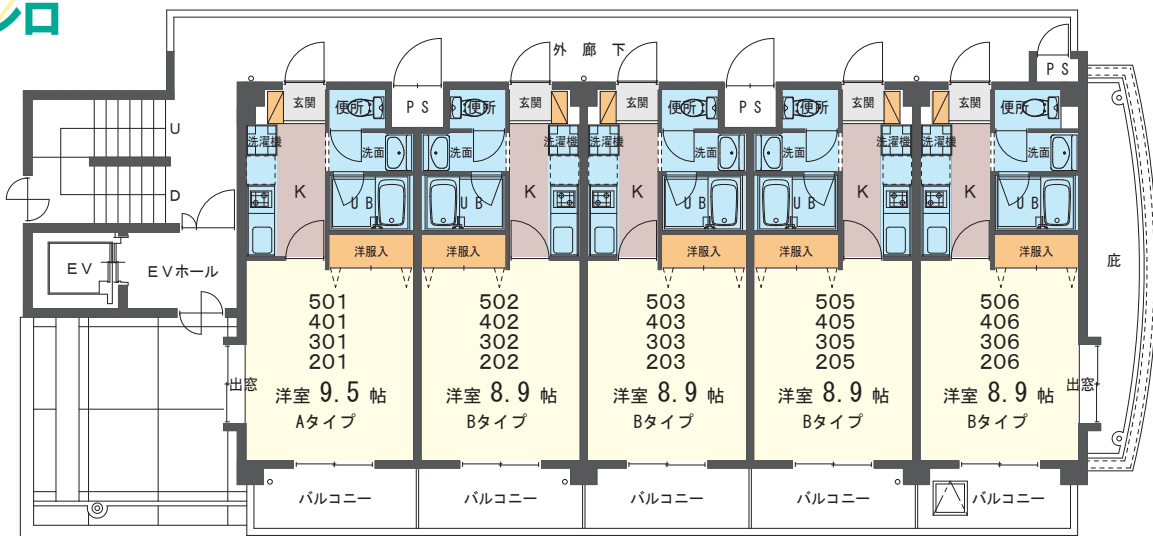 ンロ
外廊下
PS
玄関
便所
PS
便所
玄関
玄関
便所
PS
便所
玄関
玄関
便所
U
洗濯機
洗面
洗面
洗濯機
洗濯機
洗面
洗面
洗濯機
洗濯機
洗面
D
K
UB
UB
K
K
UB
UB
K
K
UB
EV
EVホール
洋服入
洋服入
洋服入
洋服入
洋服入
庇
501
401
301
201
洋室 9.5 帖
Aタイプ
502
402
302
202
洋室 8.9 帖
Bタイプ
503
403
303
203
洋室 8.9 帖
Bタイプ
505
405
305
205
洋室 8.9 帖
Bタイプ
506
406
306
206
洋室 8.9 帖
Bタイプ
出窓
出窓
バルコニー
バルコニー
バルコニー
バルコニー
バルコニー